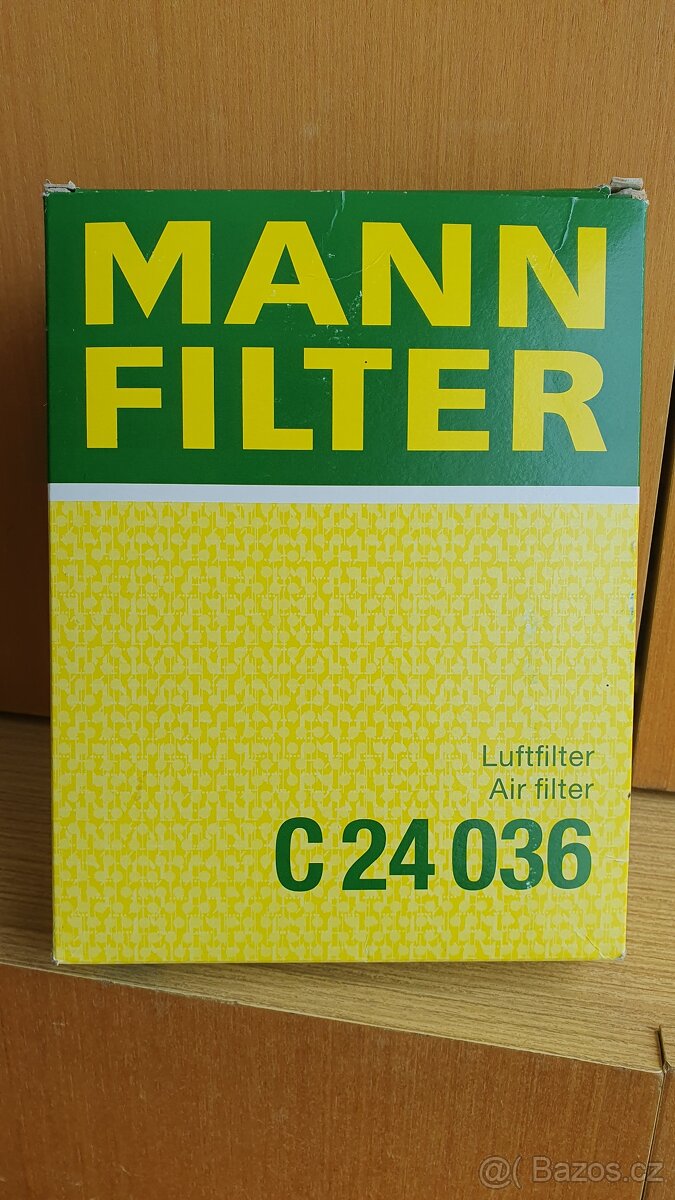 MANN
FILTER
Luftfilter
Air filter
C 24 036
@( Bazos.cz